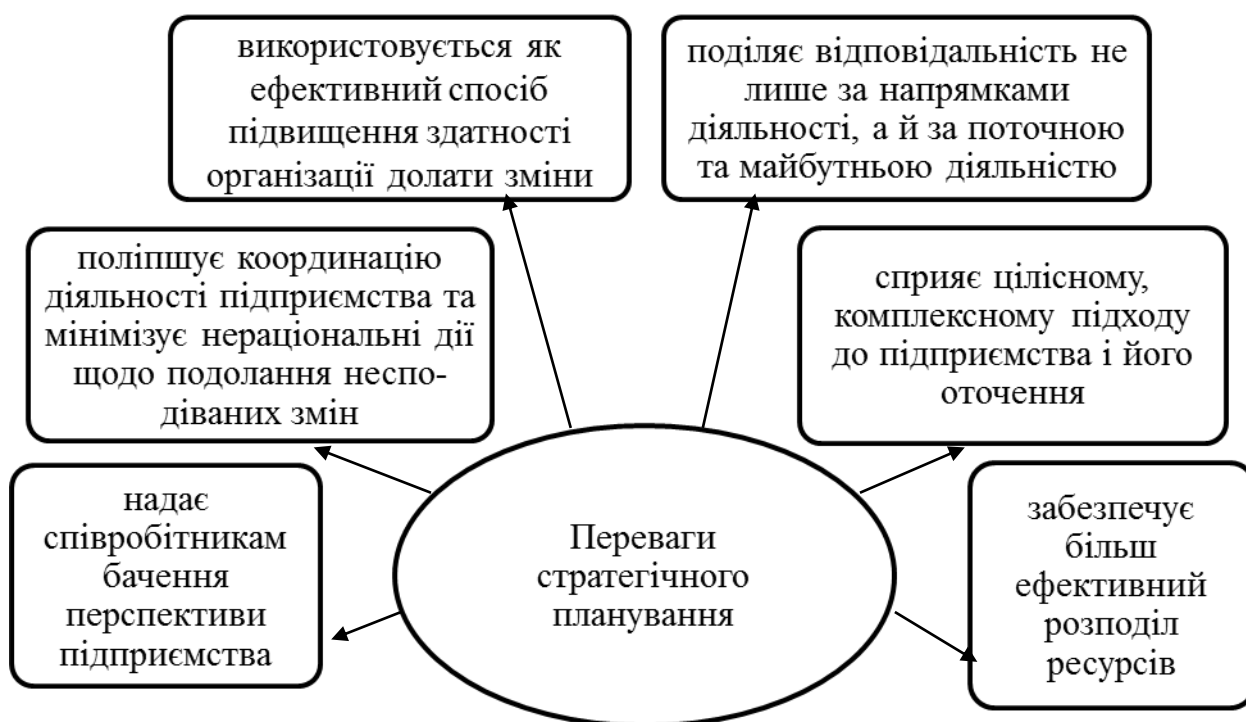 використовується як
ефективний спосіб
підвищення здатності
організації долати зміни
поділяє відповідальність не
лише за напрямками
діяльності, а й за поточною
та майбутньою діяльністю
поліпшує координацію
діяльності підприємства та
мінімізує нераціональні дії
щодо подолання неспо-
діваних змін
сприяє цілісному,
комплексному підходу
до підприємства і його
оточення
надає
співробітникам
бачення
перспективи
підприємства
Переваги
стратегічного
планування
забезпечує
більш
ефективний
розподіл
ресурсів